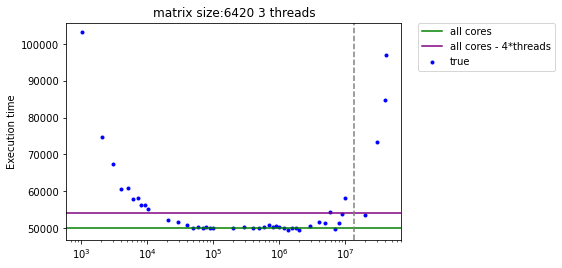 matrix size:6420 3 threads
all cores
all cores - 4*threads
true
Execution time
100000
90000
80000
70000
60000
50000
10³ 10⁴ 10⁵ 10⁶ 10⁷